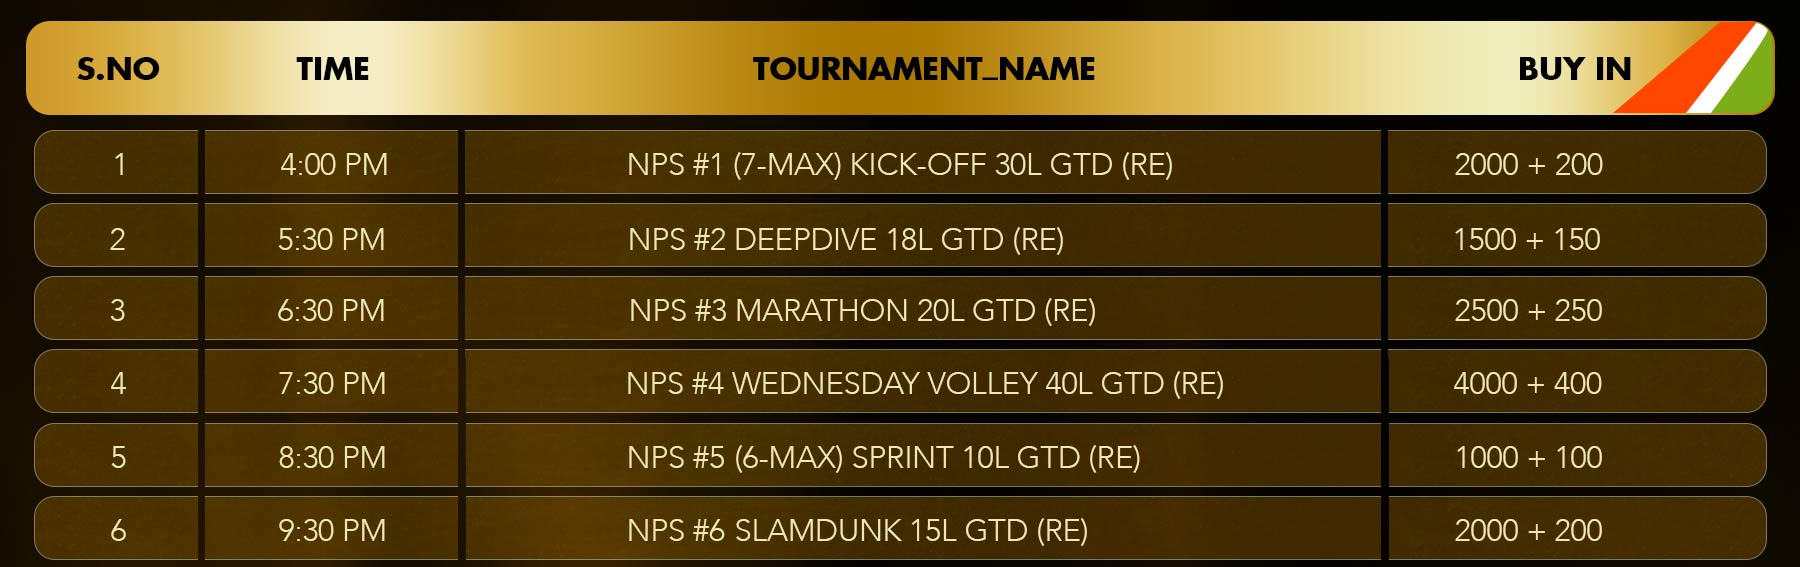 S.NO TIME TOURNAMENT_NAME BUY IN
1 4:00 PM NPS #1 (7-MAX) KICK-OFF 30L GTD (RE) 2000 + 200
2 5:30 PM NPS #2 DEEPDIVE 18L GTD (RE) 1500 + 150
3 6:30 PM NPS #3 MARATHON 20L GTD (RE) 2500 + 250
4 7:30 PM NPS #4 WEDNESDAY VOLLEY 40L GTD (RE) 4000 + 400
5 8:30 PM NPS #5 (6-MAX) SPRINT 10L GTD (RE) 1000 + 100
6 9:30 PM NPS #6 SLAMDUNK 15L GTD (RE) 2000 + 200